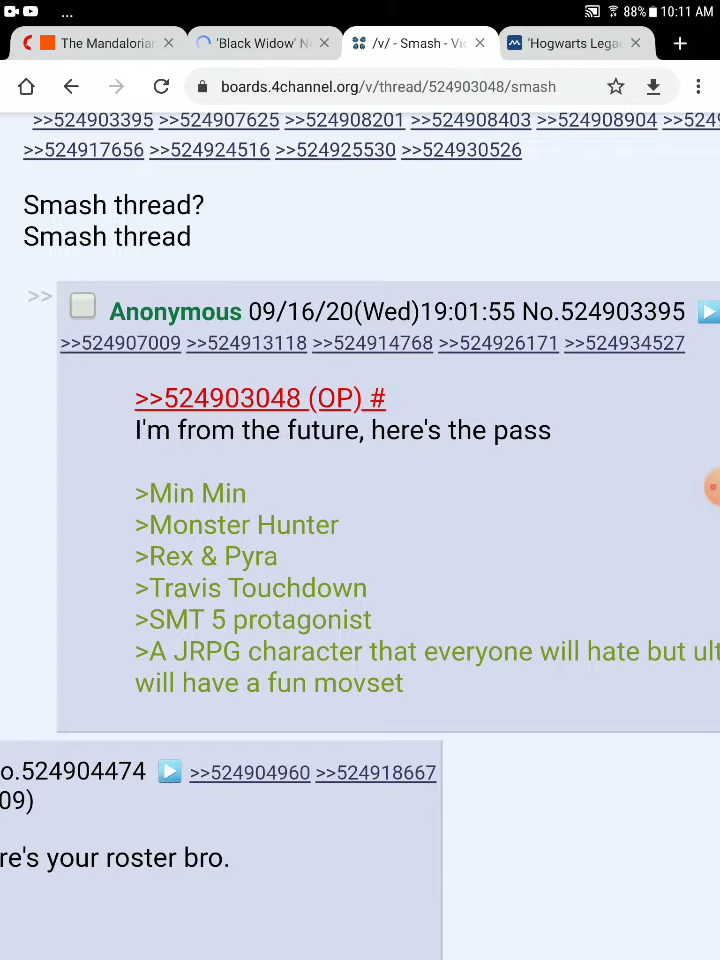 ... 88% 10:11 AM
The Mandaloria × 'Black Widow' N × /v/ - Smash - Vi × 'Hogwarts Lega × +
boards.4channel.org/v/thread/524903048/smash
>>524903395 >>524907625 >>524908201 >>524908403 >>524908904 >>524
>>524917656 >>524924516 >>524925530 >>524930526
Smash thread?
Smash thread
>> Anonymous 09/16/20(Wed)19:01:55 No.524903395
>>524907009 >>524913118 >>524914768 >>524926171 >>524934527
>>524903048 (OP) #
I'm from the future, here's the pass
>Min Min
>Monster Hunter
>Rex & Pyra
>Travis Touchdown
>SMT 5 protagonist
>A JRPG character that everyone will hate but ult
will have a fun movset
o.524904474 >>524904960 >>524918667
09)
re's your roster bro.